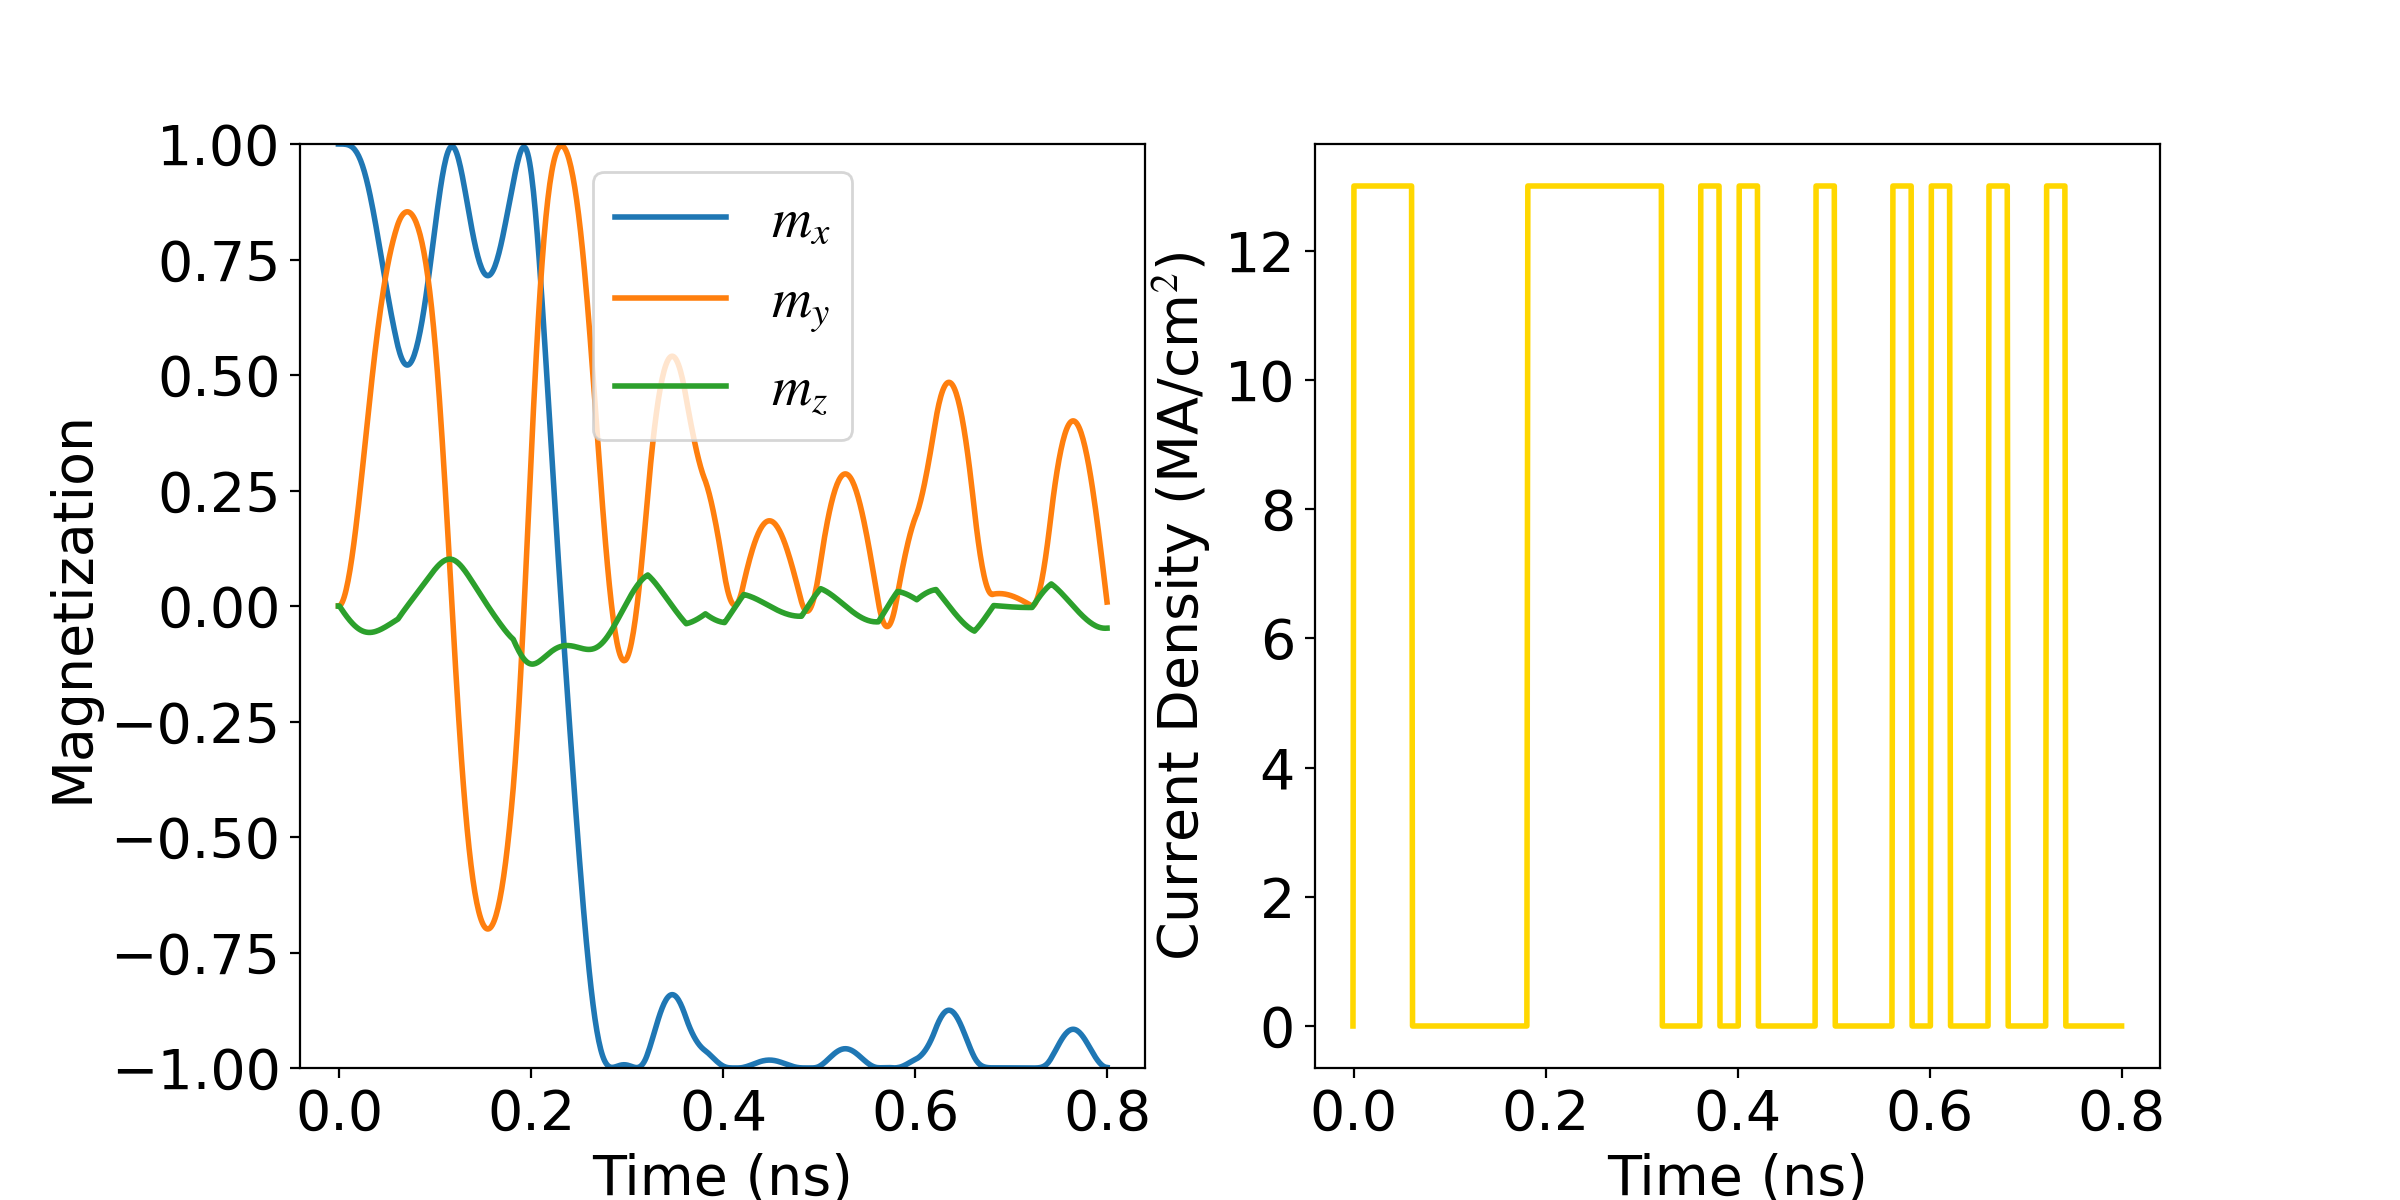 1.00
0.75
0.50
0.25
0.00
−0.25
−0.50
−0.75
−1.00
Magnetization
0.0 0.2 0.4 0.6 0.8
Time (ns)
m_x
m_y
m_z
12
10
8
6
4
2
0
Current Density (MA/cm²)
0.0 0.2 0.4 0.6 0.8
Time (ns)